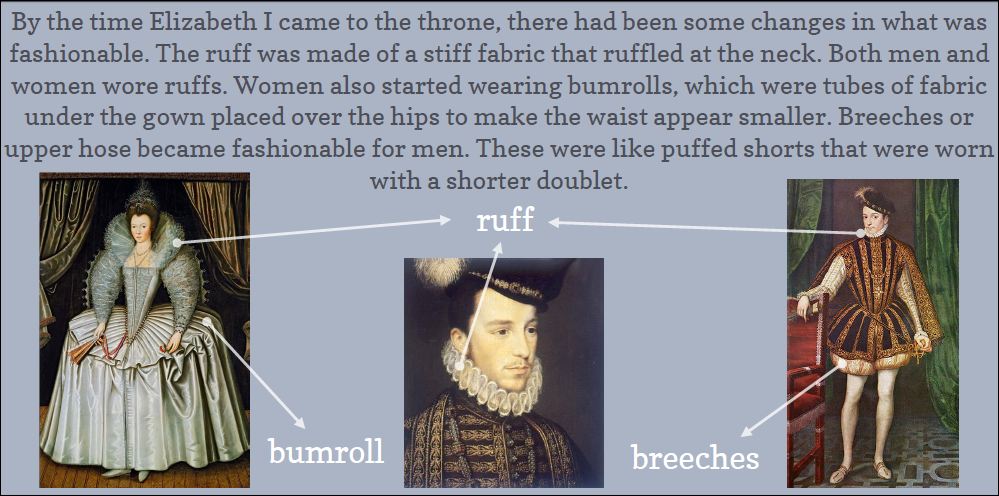 By the time Elizabeth I came to the throne, there had been some changes in what was
fashionable. The ruff was made of a stiff fabric that ruffled at the neck. Both men and
women wore ruffs. Women also started wearing bumrolls, which were tubes of fabric
under the gown placed over the hips to make the waist appear smaller. Breeches or
upper hose became fashionable for men. These were like puffed shorts that were worn
with a shorter doublet.
ruff
bumroll
breeches